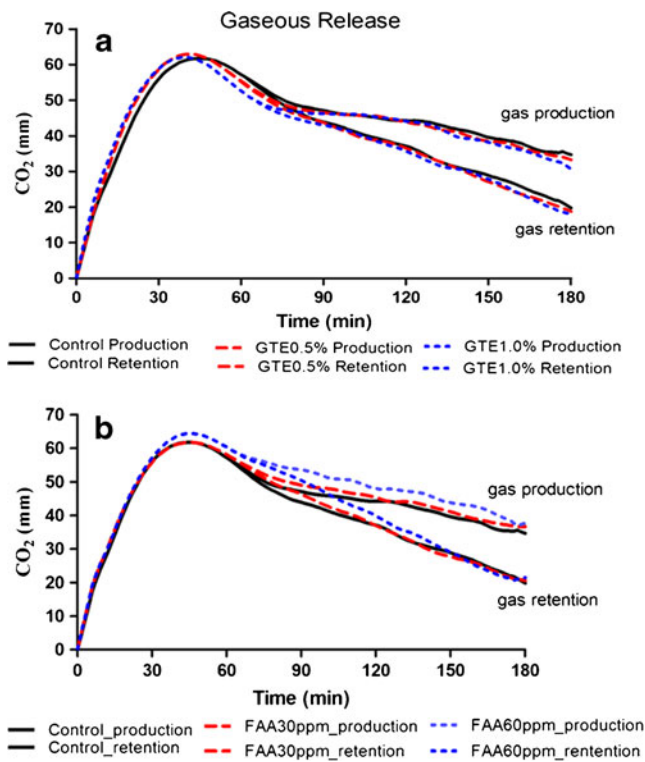 Gaseous Release
a
70
60
50
40
30
20
10
0
CO₂ (mm)
gas production
gas retention
0 30 60 90 120 150 180
Time (min)
Control Production GTE0.5% Production GTE1.0% Production
Control Retention GTE0.5% Retention GTE1.0% Retention
b
70
60
50
40
30
20
10
0
CO₂ (mm)
gas production
gas retention
0 30 60 90 120 150 180
Time (min)
Control_production FAA30ppm_production FAA60ppm_production
Control_retention FAA30ppm_retention FAA60ppm_rentention